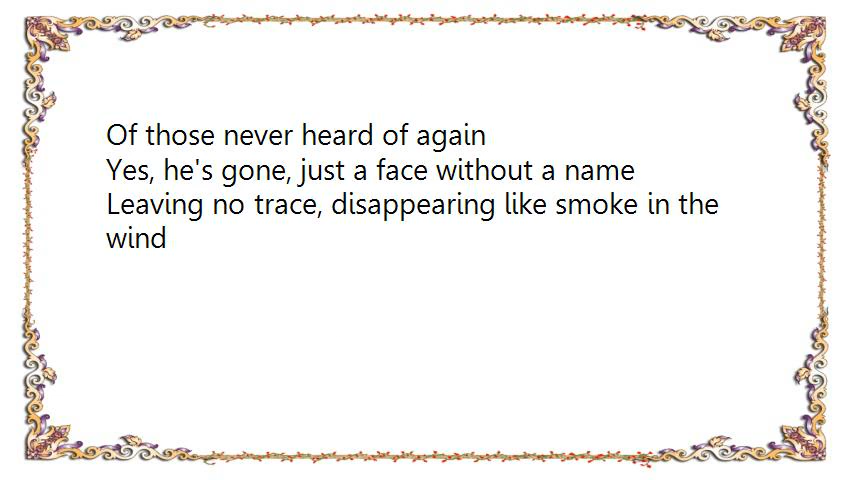 Of those never heard of again
Yes, he's gone, just a face without a name
Leaving no trace, disappearing like smoke in the
wind